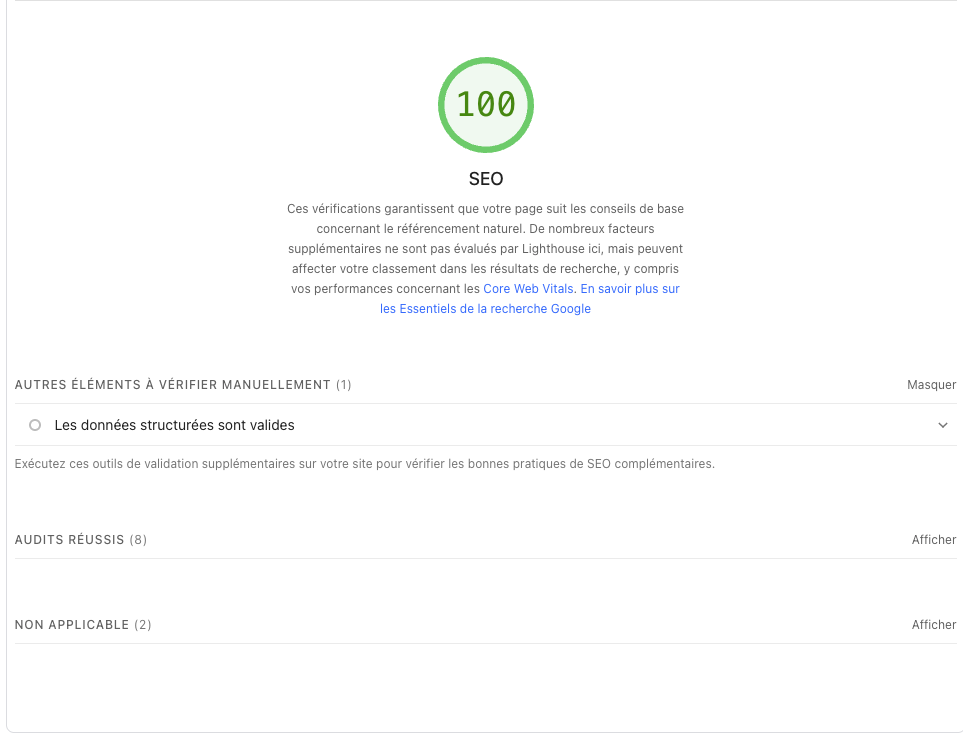 100
SEO
Ces vérifications garantissent que votre page suit les conseils de base
concernant le référencement naturel. De nombreux facteurs
supplémentaires ne sont pas évalués par Lighthouse ici, mais peuvent
affecter votre classement dans les résultats de recherche, y compris
vos performances concernant les Core Web Vitals. En savoir plus sur
les Essentiels de la recherche Google
AUTRES ÉLÉMENTS À VÉRIFIER MANUELLEMENT (1) Masquer
Les données structurées sont valides
Exécutez ces outils de validation supplémentaires sur votre site pour vérifier les bonnes pratiques de SEO complémentaires.
AUDITS RÉUSSIS (8) Afficher
NON APPLICABLE (2) Afficher